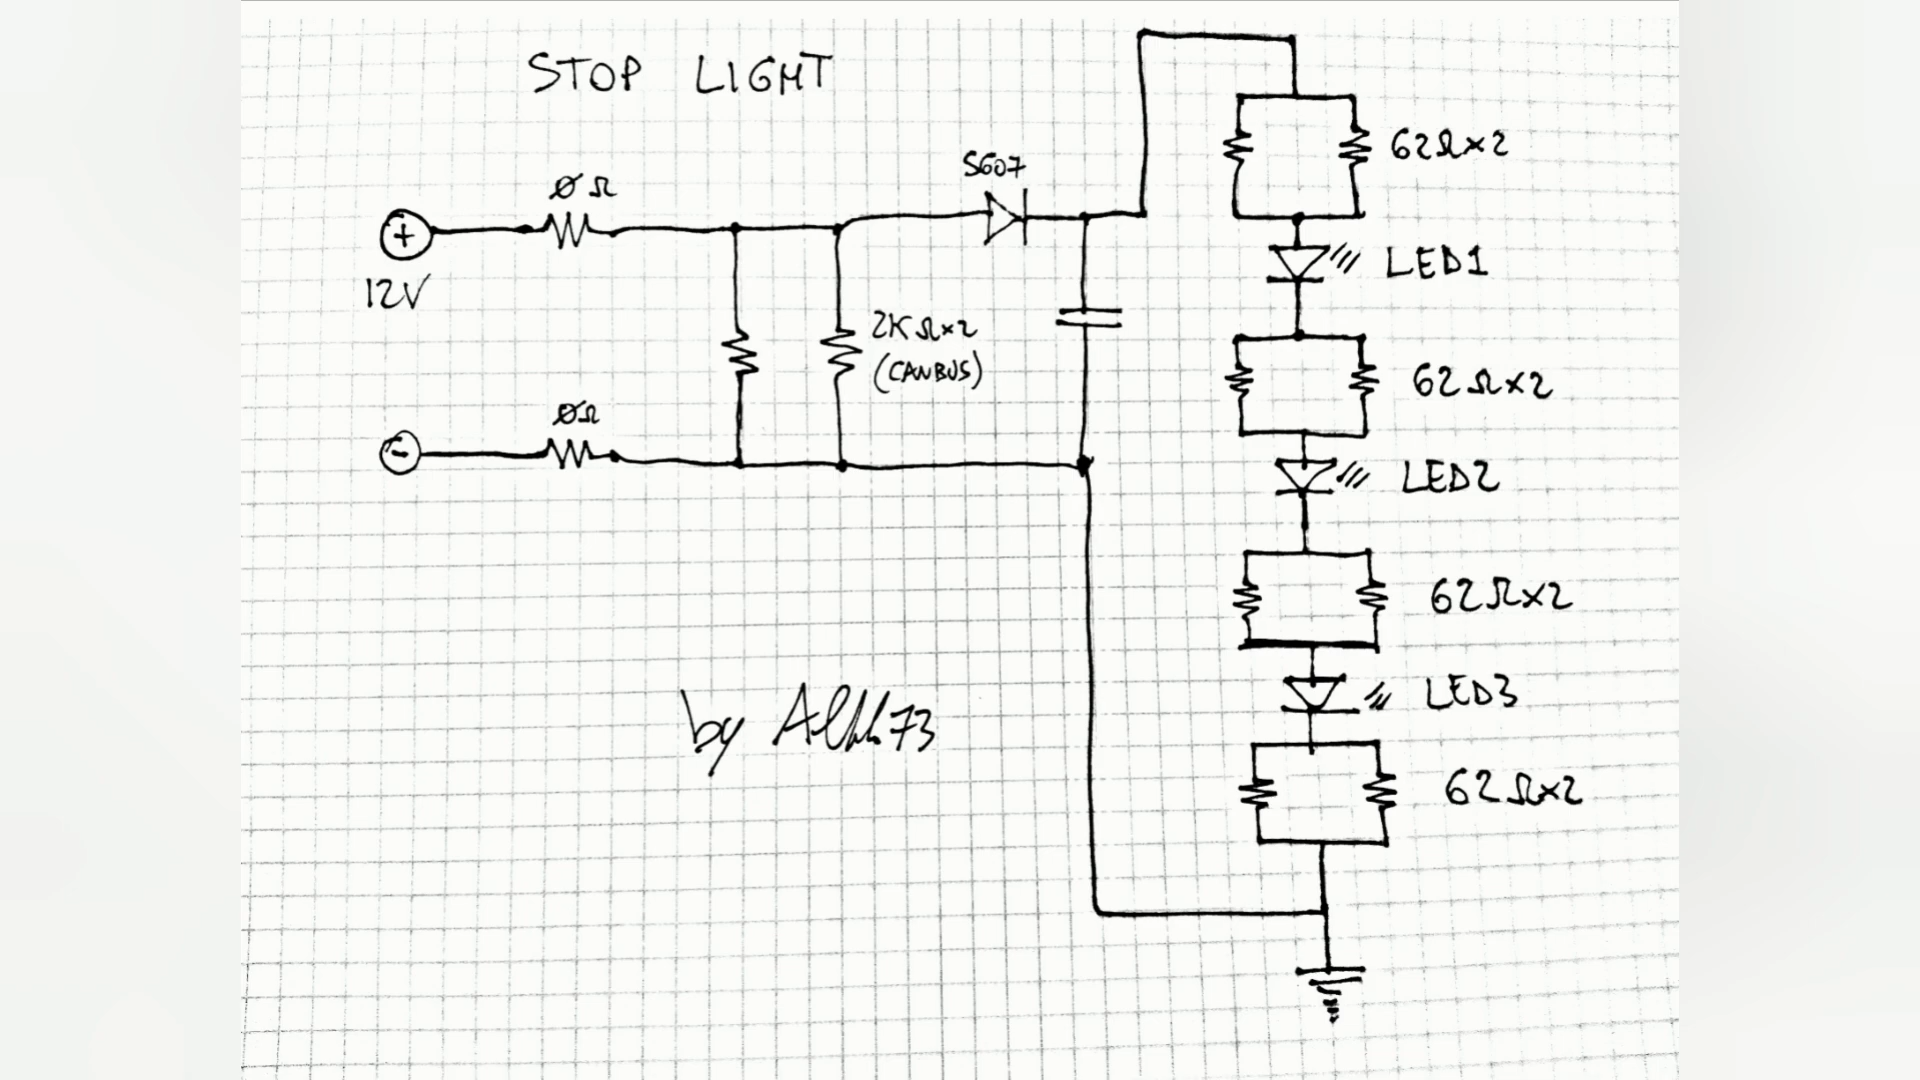 STOP LIGHT
62Ω×2
S607
ØΩ
+
LED1
12V
2KΩ×2
(CANBUS)
62Ω×2
ØΩ
-
LED2
62Ω×2
LED3
by
62Ω×2